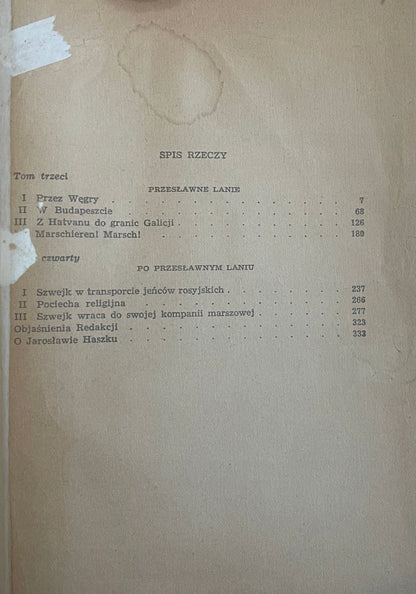 SPIS RZECZY
Tom trzeci
PRZESŁAWNE LANIE
I Przez Węgry . . . . . . . . . . . . 7
II W Budapeszcie . . . . . . . . . . . . 68
III Z Hatvanu do granic Galicji . . . . . . . . 126
Marschieren! Marsch! . . . . . . . . . . 180
czwarty
PO PRZESŁAWNYM LANIU
I Szwejk w transporcie jeńców rosyjskich . . . . . . 237
II Pociecha religijna . . . . . . . . . . . 266
III Szwejk wraca do swojej kompanii marszowej . . . . 277
Objaśnienia Redakcji . . . . . . . . . . . 323
O Jarosławie Haszku . . . . . . . . . . . 333